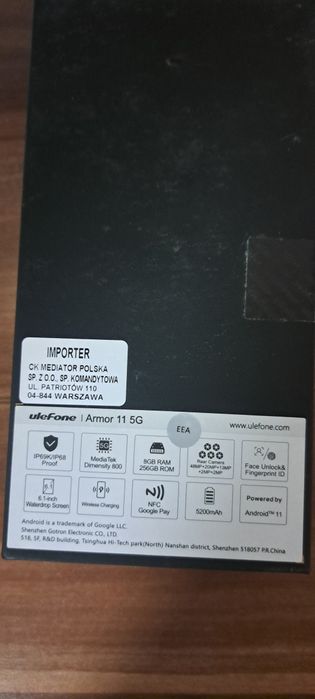 IMPORTER
CK MEDIATOR POLSKA
SP. Z O.O., SP. KOMANDYTOWA
UL. PATRIOTÓW 110
04-844 WARSZAWA
ulefone | Armor 11 5G
EEA
www.ulefone.com
IP69K/IP68
Proof
MediaTek
Dimensity 800
8GB RAM
256GB ROM
Rear Camera
48MP+20MP+13MP
+2MP+2MP
Face Unlock&
Fingerprint ID
6.1
6.1-inch
Waterdrop Screen
Wireless Charging
NFC
Google Pay
5200mAh
Powered by
Android™ 11
Android is a trademark of Google LLC.
Shenzhen Gotron Electronic CO., LTD.
518, 5F, R&D building, Tsinghua Hi-Tech park(North) Nanshan district, Shenzhen 518057 P.R.China